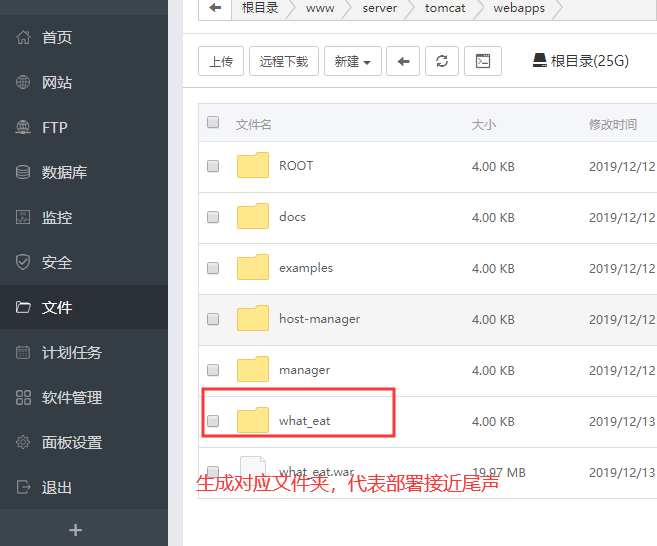 根目录 www server tomcat webapps
首页
网站
FTP
数据库
监控
安全
文件
计划任务
软件管理
面板设置
退出
上传 远程下载 新建 根目录(25G)
文件名 大小 修改时间
ROOT 4.00 KB 2019/12/12
docs 4.00 KB 2019/12/12
examples 4.00 KB 2019/12/12
host-manager 4.00 KB 2019/12/12
manager 4.00 KB 2019/12/12
what_eat 4.00 KB 2019/12/13
what_eat.war 19.97 MB 2019/12/13
生成对应文件夹，代表部署接近尾声